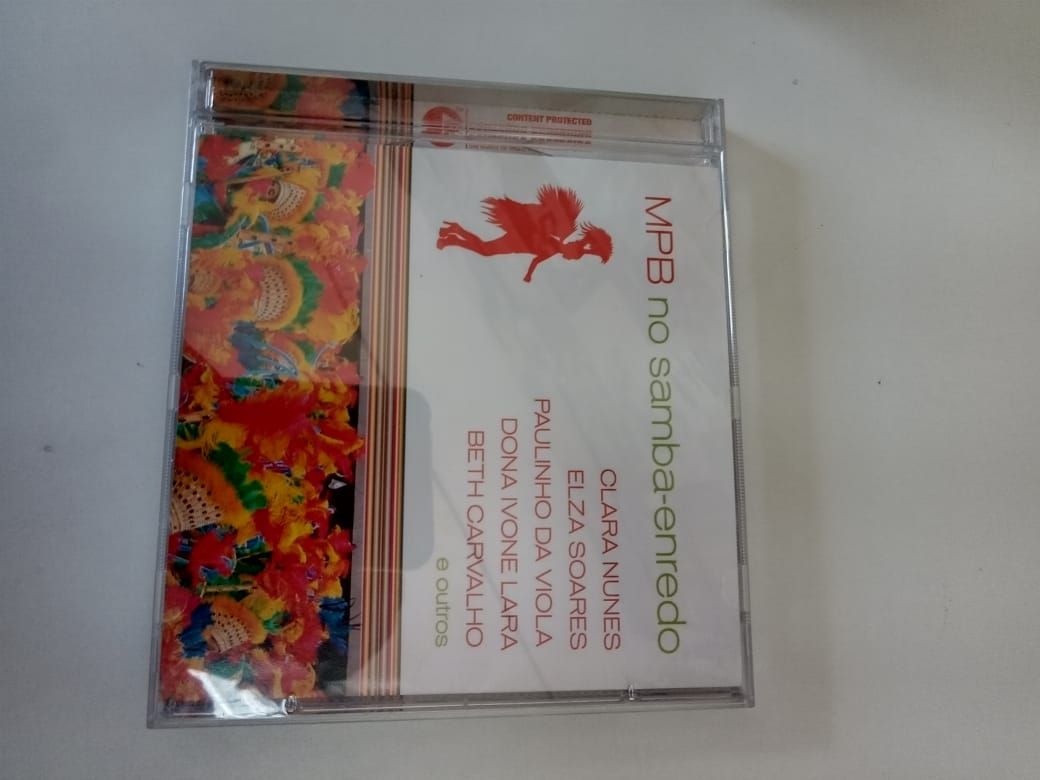 MPB no samba-enredo
CLARA NUNES
ELZA SOARES
PAULINHO DA VIOLA
DONA IVONE LARA
BETH CARVALHO
e outros
CONTENT PROTECTED